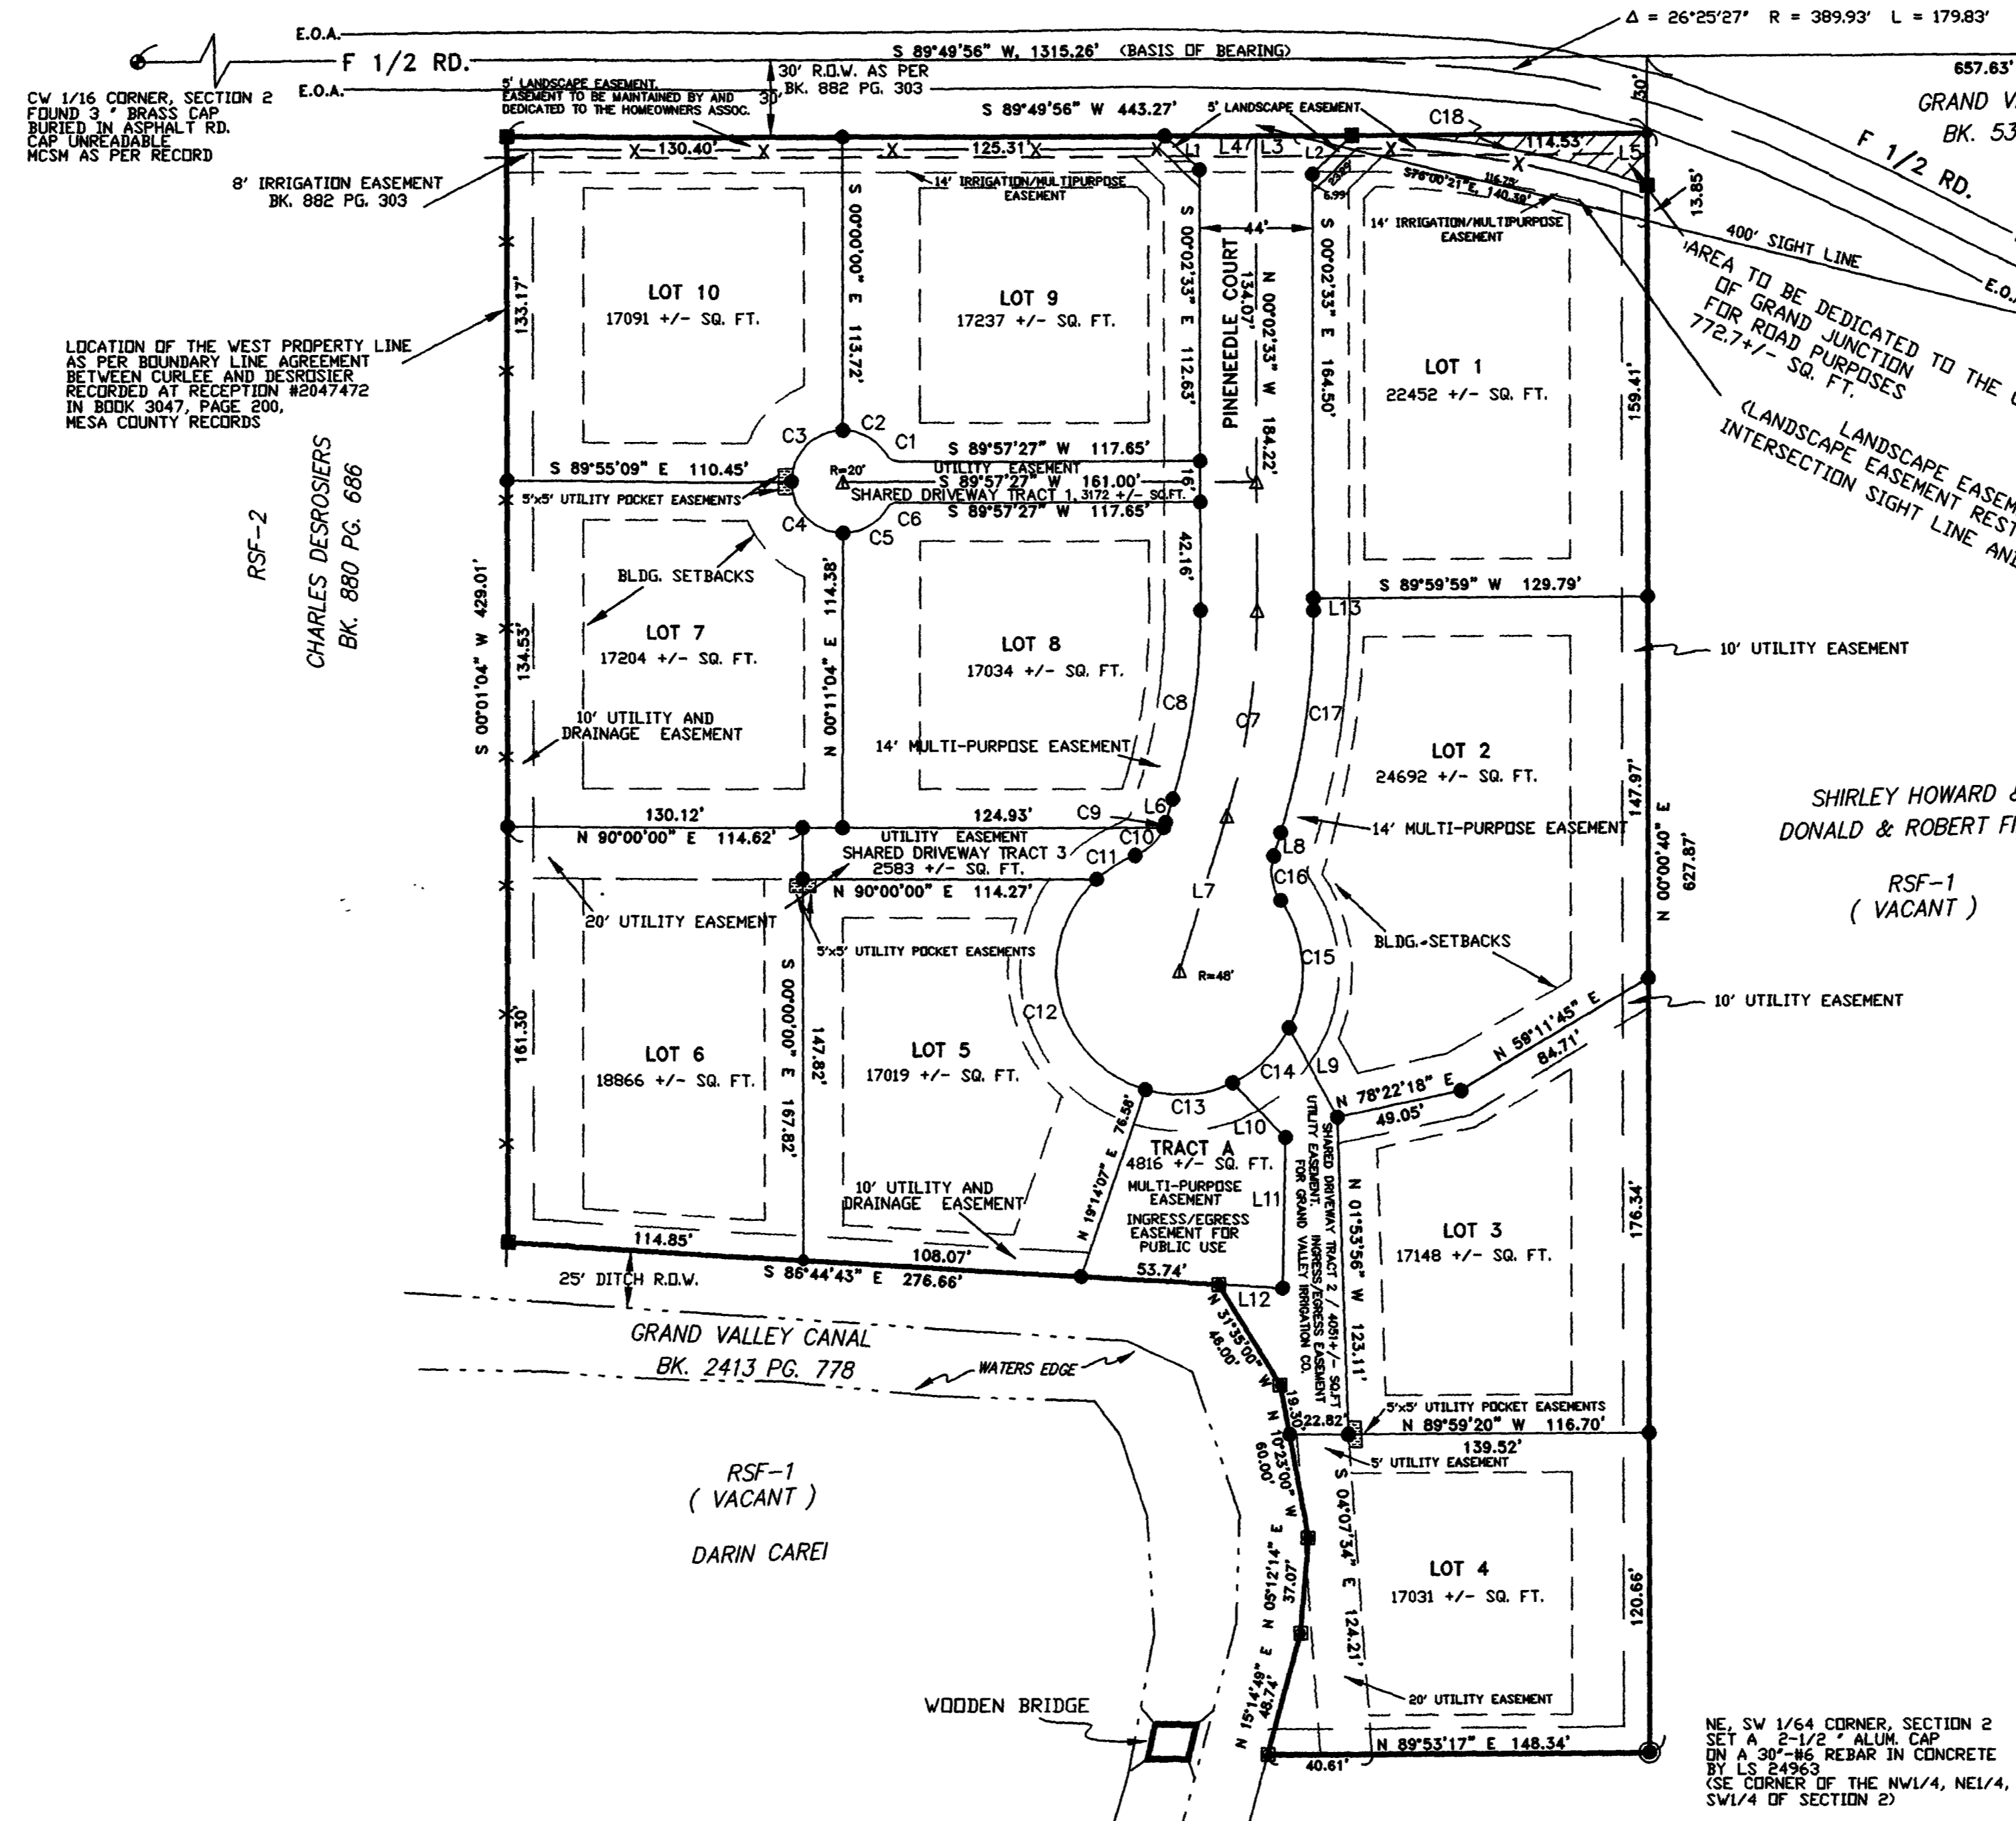 Δ = 26°25'27" R = 389.93' L = 179.83'
E.O.A.
F 1/2 RD.
E.O.A.
S 89°49'56" W, 1315.26' (BASIS OF BEARING)
657.63'
CW 1/16 CORNER, SECTION 2
FOUND 3 " BRASS CAP
BURIED IN ASPHALT RD.
CAP UNREADABLE
MCSM AS PER RECORD
5' LANDSCAPE EASEMENT.
EASEMENT TO BE MAINTAINED BY AND
DEDICATED TO THE HOMEOWNERS ASSOC.
30' R.O.W. AS PER
BK. 882 PG. 303
30'
S 89°49'56" W 443.27'
5' LANDSCAPE EASEMENT
C18
30'
GRAND V
BK. 53
F 1/2 RD.
130.40'
125.31'
L1
L4
L3
L2
114.53'
L5
8' IRRIGATION EASEMENT
BK. 882 PG. 303
14' IRRIGATION/MULTIPURPOSE
EASEMENT
6.99'
116.75'
S76°00'21"E, 140.39'
13.85'
14' IRRIGATION/MULTIPURPOSE
EASEMENT
400' SIGHT LINE
E.O.
AREA TO BE DEDICATED TO THE
OF GRAND JUNCTION
FOR ROAD PURPOSES
772.7+/- SQ. FT.
LANDSCAPE EASEM
(LANDSCAPE EASEMENT REST
INTERSECTION SIGHT LINE AND
LOCATION OF THE WEST PROPERTY LINE
AS PER BOUNDARY LINE AGREEMENT
BETWEEN CURLEE AND DESROSIER
RECORDED AT RECEPTION #2047472
IN BOOK 3047, PAGE 200,
MESA COUNTY RECORDS
133.17'
LOT 10
17091 +/- SQ. FT.
S 00°00'00" E 113.72'
LOT 9
17237 +/- SQ. FT.
S 00°02'33" E 112.63'
44'
PINENEEDLE COURT
134.07'
N 00°02'33" W 184.22'
S 00°02'33" E 164.50'
LOT 1
22452 +/- SQ. FT.
159.41'
RSF-2
CHARLES DESROSIERS
BK. 880 PG. 686
C3
C2
C1
S 89°57'27" W 117.65'
S 89°55'09" E 110.45'
R=20'
UTILITY EASEMENT
S 89°57'27" W 161.00'
16'
5'x5' UTILITY POCKET EASEMENTS
SHARED DRIVEWAY TRACT 1, 3172 +/- SQ.FT.
S 89°57'27" W 117.65'
C4
C5
C6
42.16'
BLDG. SETBACKS
S 89°59'59" W 129.79'
L13
S 00°01'04" W 429.01'
134.53'
LOT 7
17204 +/- SQ. FT.
N 00°11'04" E 114.38'
LOT 8
17034 +/- SQ. FT.
10' UTILITY EASEMENT
C8
C7
C17
10' UTILITY AND
DRAINAGE EASEMENT
14' MULTI-PURPOSE EASEMENT
LOT 2
24692 +/- SQ. FT.
147.97'
N 00°00'40" E
627.87'
SHIRLEY HOWARD &
DONALD & ROBERT F
RSF-1
( VACANT )
130.12'
124.93'
C9
L6
N 90°00'00" E 114.62'
UTILITY EASEMENT
C10
SHARED DRIVEWAY TRACT 3
2583 +/- SQ. FT.
C11
14' MULTI-PURPOSE EASEMENT
L8
C16
N 90°00'00" E 114.27'
L7
20' UTILITY EASEMENT
5'x5' UTILITY POCKET EASEMENTS
BLDG. SETBACKS
C15
R=48'
C12
N 59°11'45" E
84.71'
10' UTILITY EASEMENT
161.30'
LOT 6
18866 +/- SQ. FT.
S 00°00'00" E 167.82'
147.82'
LOT 5
17019 +/- SQ. FT.
C14
L9
C13
N 78°22'18" E
49.05'
L10
N 19°14'07" E 76.58'
TRACT A
4816 +/- SQ. FT.
MULTI-PURPOSE
EASEMENT
INGRESS/EGRESS
EASEMENT FOR
PUBLIC USE
L11
SHARED DRIVEWAY TRACT 2 / 4051+/- SQ.FT
UTILITY EASEMENT. INGRESS/EGRESS EASEMENT
FOR GRAND VALLEY IRRIGATION CO.
N 01°53'56" W 123.11'
LOT 3
17148 +/- SQ. FT.
176.34'
10' UTILITY AND
DRAINAGE EASEMENT
114.85'
108.07'
S 86°44'43" E 276.66'
53.74'
L12
25' DITCH R.O.W.
GRAND VALLEY CANAL
BK. 2413 PG. 778
WATERS EDGE
N 31°35'00" W
46.00'
19.30'
22.82'
5'x5' UTILITY POCKET EASEMENTS
N 89°59'20" W 116.70'
139.52'
5' UTILITY EASEMENT
N 10°23'00" W
60.00'
RSF-1
( VACANT )
DARIN CAREI
S 04°07'34" E 124.21'
N 05°12'14" E
37.07'
LOT 4
17031 +/- SQ. FT.
120.66'
N 15°14'49" E
48.74'
20' UTILITY EASEMENT
WOODEN BRIDGE
N 89°53'17" E 148.34'
40.61'
NE, SW 1/64 CORNER, SECTION 2
SET A 2-1/2 " ALUM. CAP
ON A 30"-#6 REBAR IN CONCRETE
BY LS 24963
(SE CORNER OF THE NW1/4, NE1/4,
SW1/4 OF SECTION 2)